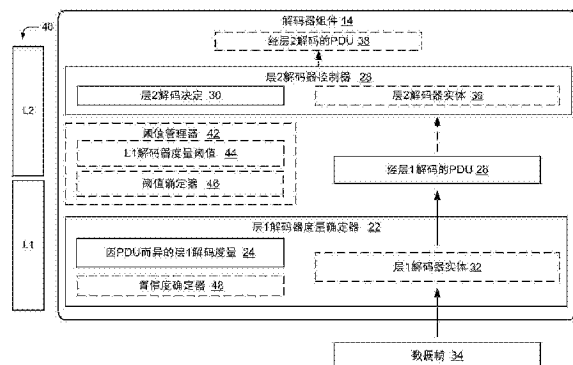 40
解码器组件 14
经层2解码的PDU 38
层2解码器控制器 26
层2解码决定 30
层2解码器实体 36
L2
阈值管理器 42
L1解码器度量阈值 44
阈值确定器 46
经层1解码的PDU 28
L1
层1解码器度量确定器 22
因PDU而异的层1解码度量 24
层1解码器实体 32
置信度确定器 48
数据帧 34